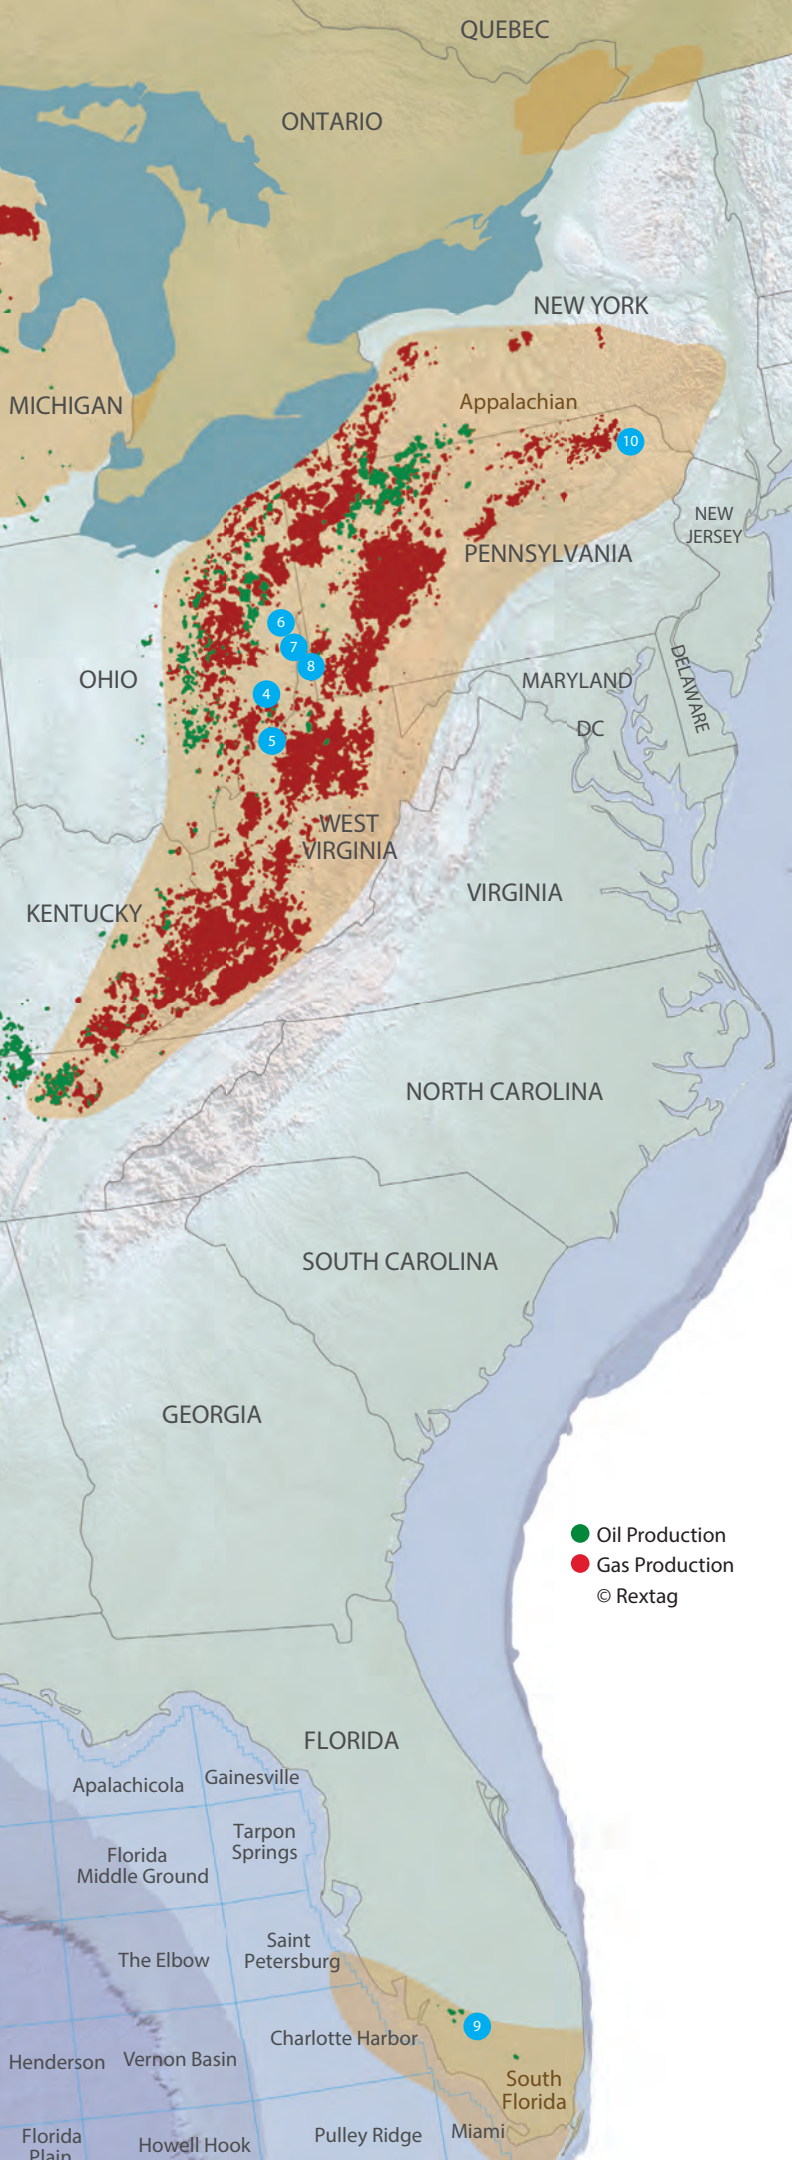 QUEBEC
ONTARIO
NEW YORK
MICHIGAN
Appalachian
10
NEW
JERSEY
PENNSYLVANIA
6
7
8
OHIO
4
MARYLAND
DELAWARE
DC
5
WEST
VIRGINIA
KENTUCKY
VIRGINIA
NORTH CAROLINA
SOUTH CAROLINA
GEORGIA
Oil Production
Gas Production
© Rextag
FLORIDA
Apalachicola
Gainesville
Tarpon
Springs
Florida
Middle Ground
Saint
Petersburg
The Elbow
9
Charlotte Harbor
Henderson
Vernon Basin
South
Florida
Miami
Pulley Ridge
Florida
Plain
Howell Hook